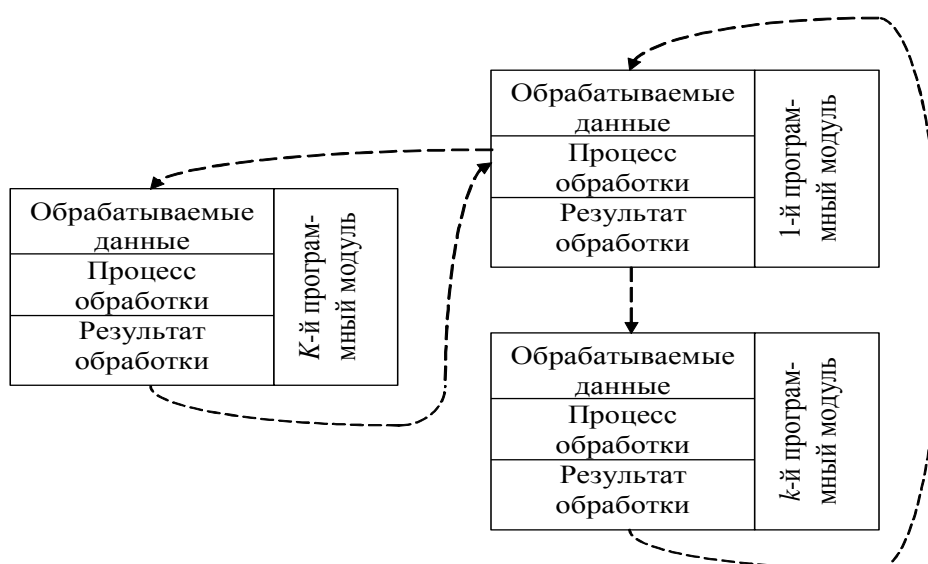 Обрабатываемые
данные
Процесс
обработки
Результат
обработки
1-й програм-
мный модуль
Обрабатываемые
данные
Процесс
обработки
Результат
обработки
K-й програм-
мный модуль
Обрабатываемые
данные
Процесс
обработки
Результат
обработки
k-й програм-
мный модуль